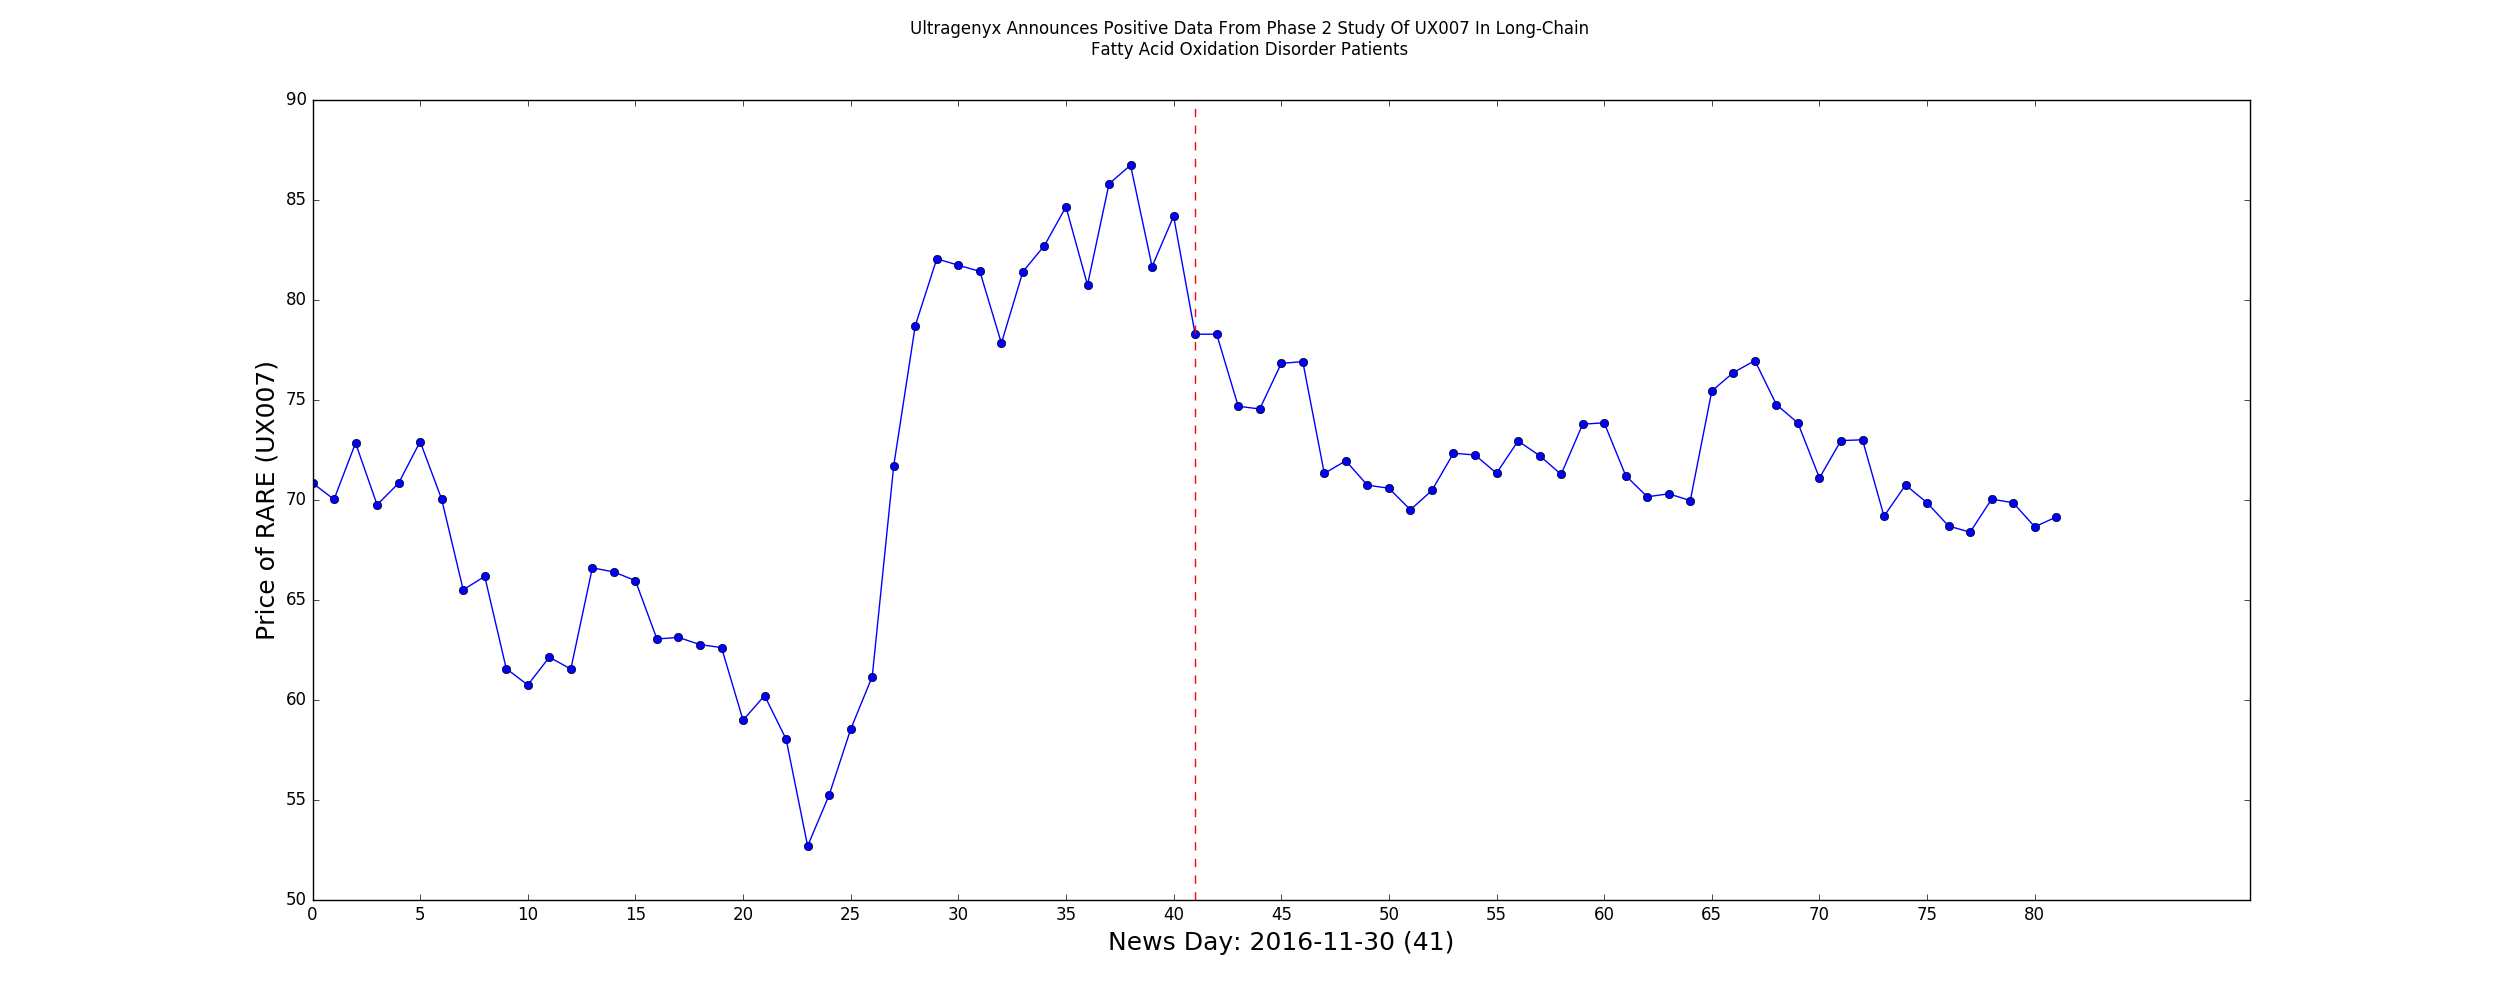 Ultragenyx Announces Positive Data From Phase 2 Study Of UX007 In Long-Chain
Fatty Acid Oxidation Disorder Patients
90
85
80
75
70
65
60
55
50
Price of RARE (UX007)
0 5 10 15 20 25 30 35 40 45 50 55 60 65 70 75 80
News Day: 2016-11-30 (41)